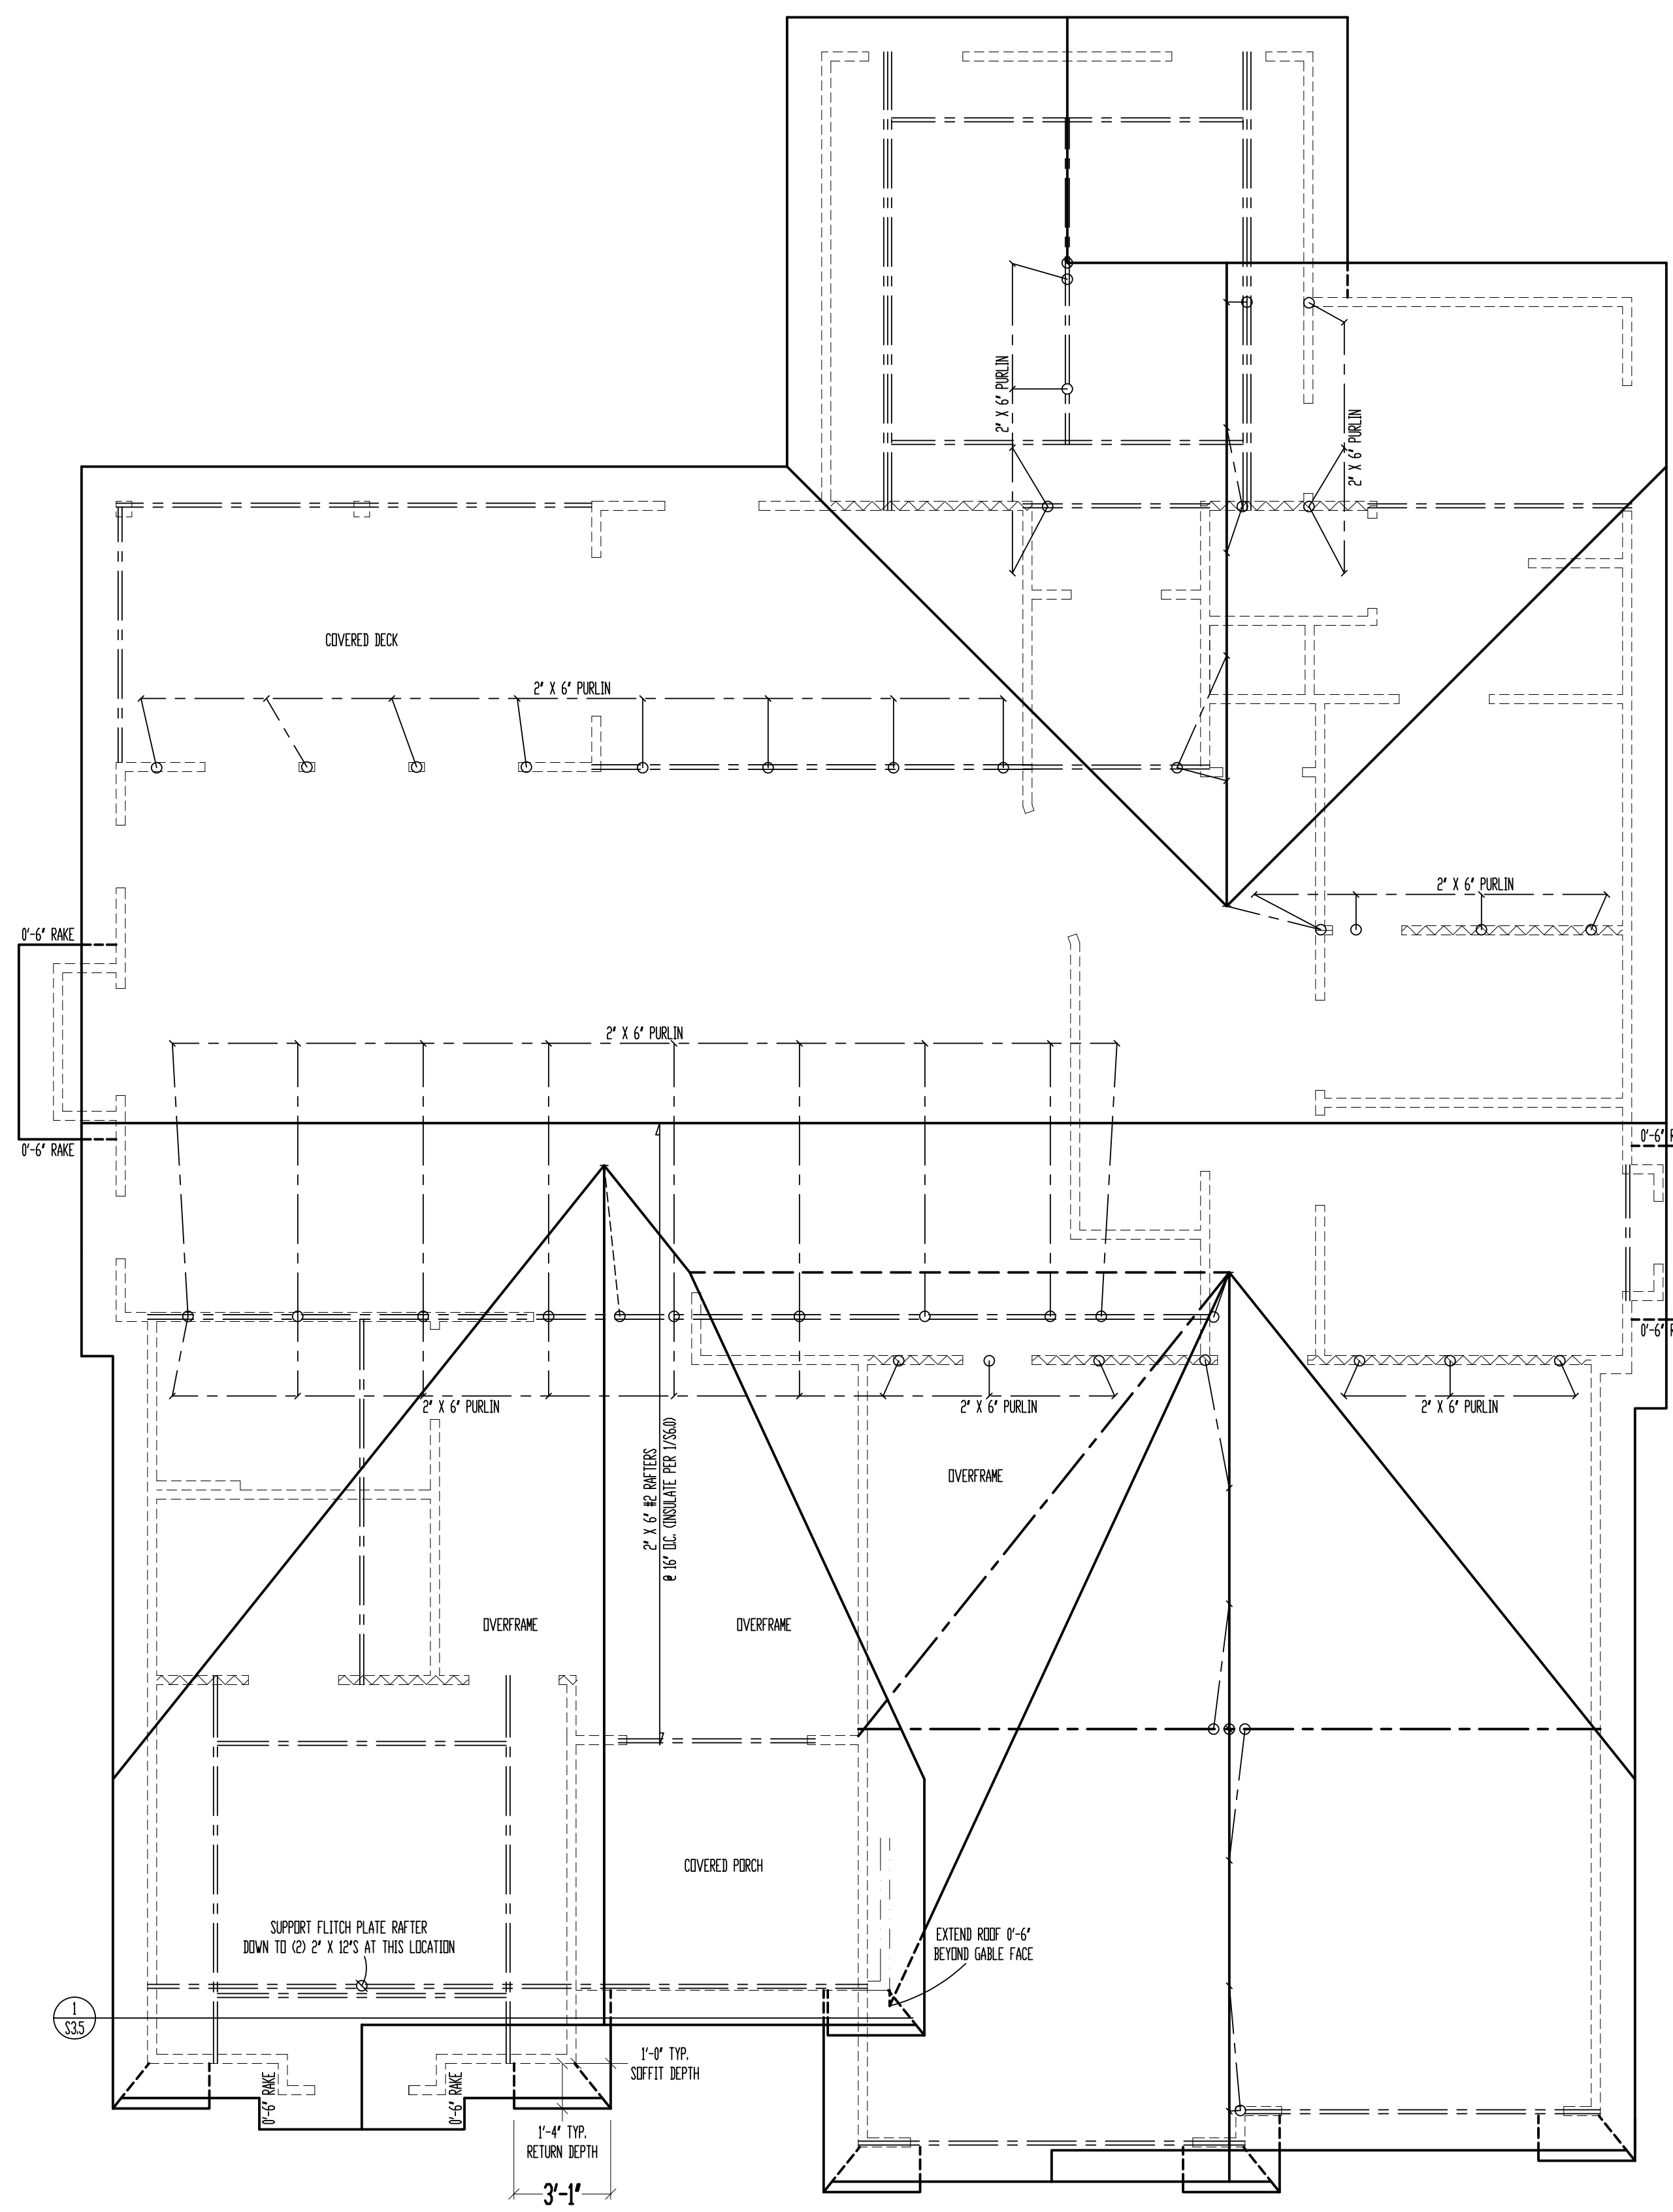 2" X 6" PURLIN
2" X 6" PURLIN
COVERED DECK
2" X 6" PURLIN
2" X 6" PURLIN
0'-6" RAKE
2" X 6" PURLIN
0'-6" RAKE
0'-6" R
0'-6" R
2" X 6" PURLIN
2" X 6" PURLIN
2" X 6" PURLIN
2" X 6" #2 RAFTERS
@ 16" O.C. (INSULATE PER 1/S6.0)
OVERFRAME
OVERFRAME
OVERFRAME
COVERED PORCH
SUPPORT FLITCH PLATE RAFTER
DOWN TO (2) 2" X 12"S AT THIS LOCATION
EXTEND ROOF 0'-6"
BEYOND GABLE FACE
1
S3.5
1'-0" TYP.
SOFFIT DEPTH
0'-6" RAKE
0'-6" RAKE
1'-4" TYP.
RETURN DEPTH
3'-1"